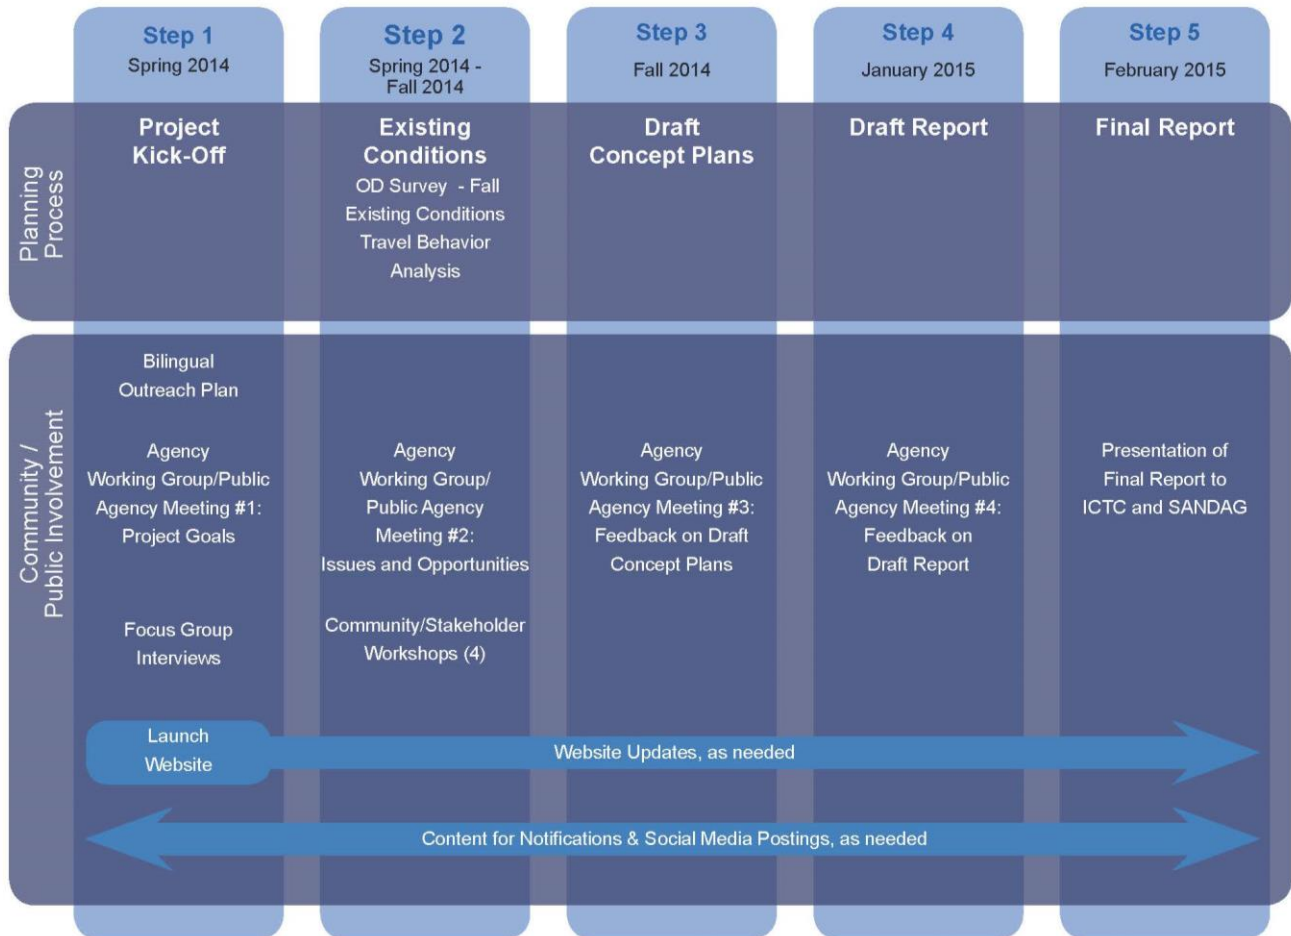 Step 1
Spring 2014
Step 2
Spring 2014 -
Fall 2014
Step 3
Fall 2014
Step 4
January 2015
Step 5
February 2015
Planning
Process
Project
Kick-Off
Existing
Conditions
OD Survey - Fall
Existing Conditions
Travel Behavior
Analysis
Draft
Concept Plans
Draft Report
Final Report
Community /
Public Involvement
Bilingual
Outreach Plan
Agency
Working Group/Public
Agency Meeting #1:
Project Goals
Focus Group
Interviews
Agency
Working Group/
Public Agency
Meeting #2:
Issues and Opportunities
Community/Stakeholder
Workshops (4)
Agency
Working Group/Public
Agency Meeting #3:
Feedback on Draft
Concept Plans
Agency
Working Group/Public
Agency Meeting #4:
Feedback on
Draft Report
Presentation of
Final Report to
ICTC and SANDAG
Launch
Website
Website Updates, as needed
Content for Notifications & Social Media Postings, as needed